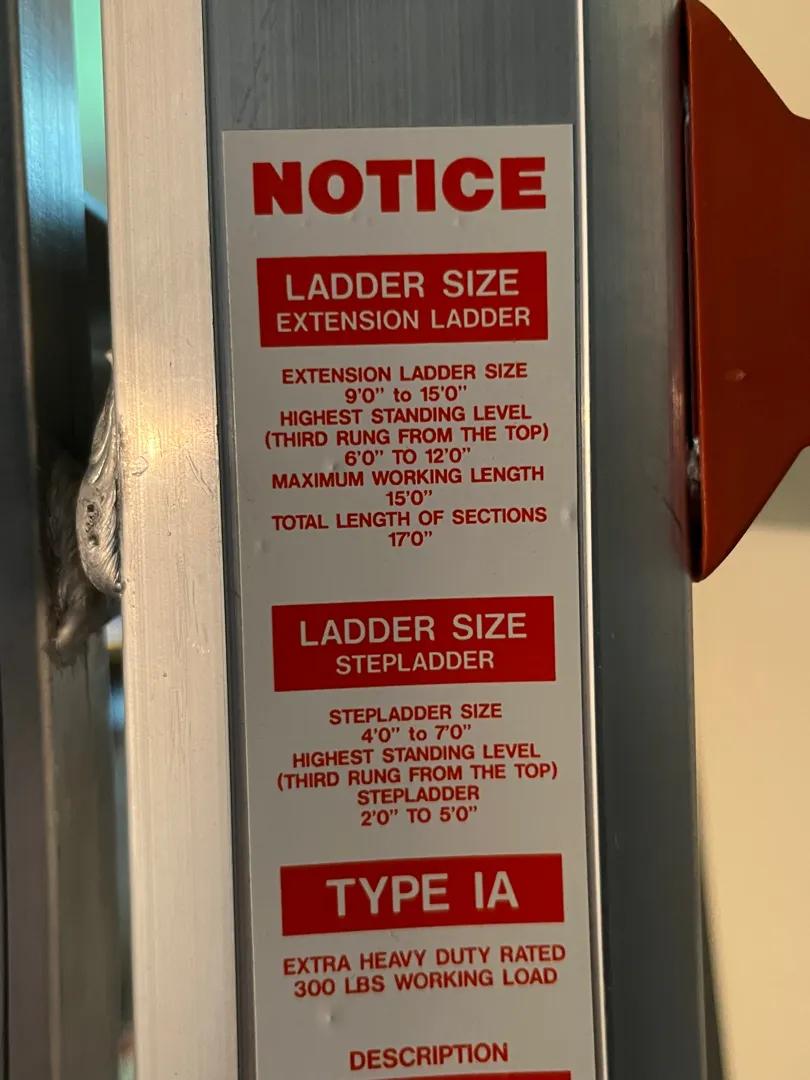 NOTICE
LADDER SIZE
EXTENSION LADDER
EXTENSION LADDER SIZE
9'0" to 15'0"
HIGHEST STANDING LEVEL
(THIRD RUNG FROM THE TOP)
6'0" TO 12'0"
MAXIMUM WORKING LENGTH
15'0"
TOTAL LENGTH OF SECTIONS
17'0"
LADDER SIZE
STEPLADDER
STEPLADDER SIZE
4'0" to 7'0"
HIGHEST STANDING LEVEL
(THIRD RUNG FROM THE TOP)
STEPLADDER
2'0" TO 5'0"
TYPE IA
EXTRA HEAVY DUTY RATED
300 LBS WORKING LOAD
DESCRIPTION